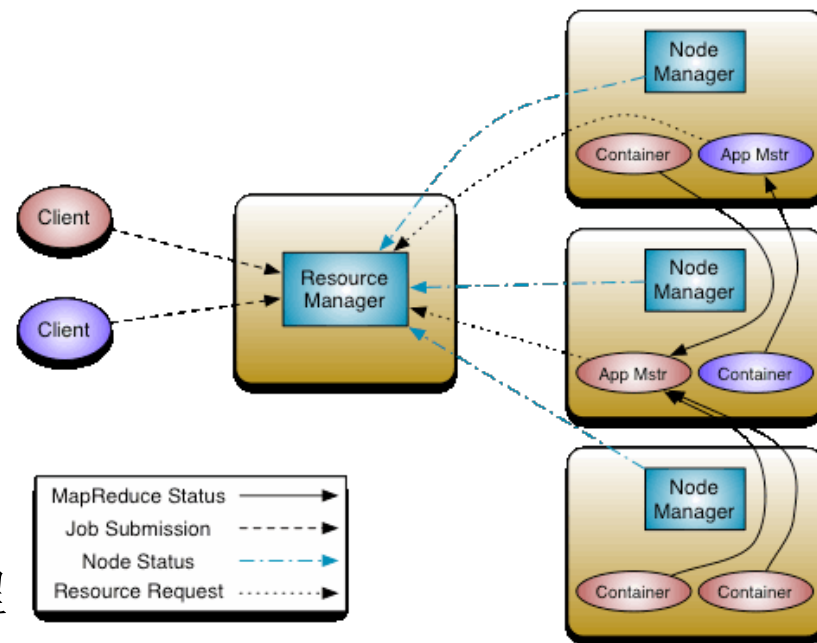 Client
Client
Resource
Manager
Node
Manager
Container
App Mstr
Node
Manager
App Mstr
Container
Node
Manager
Container
Container
MapReduce Status
Job Submission
Node Status
Resource Request